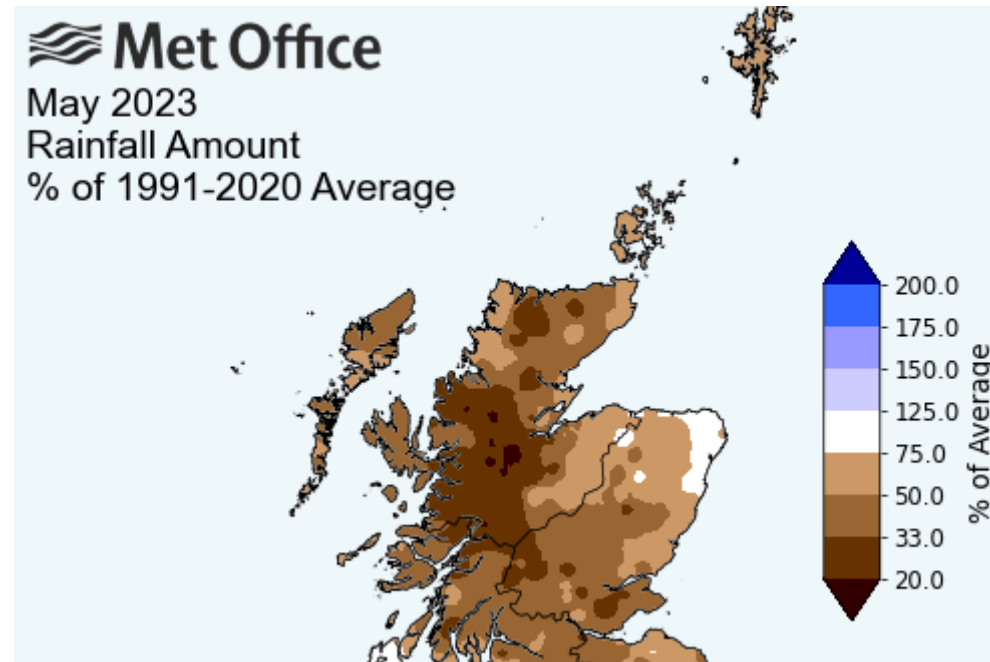 Met Office
May 2023
Rainfall Amount
% of 1991-2020 Average
200.0
175.0
150.0
125.0
75.0
50.0
33.0
20.0
% of Average